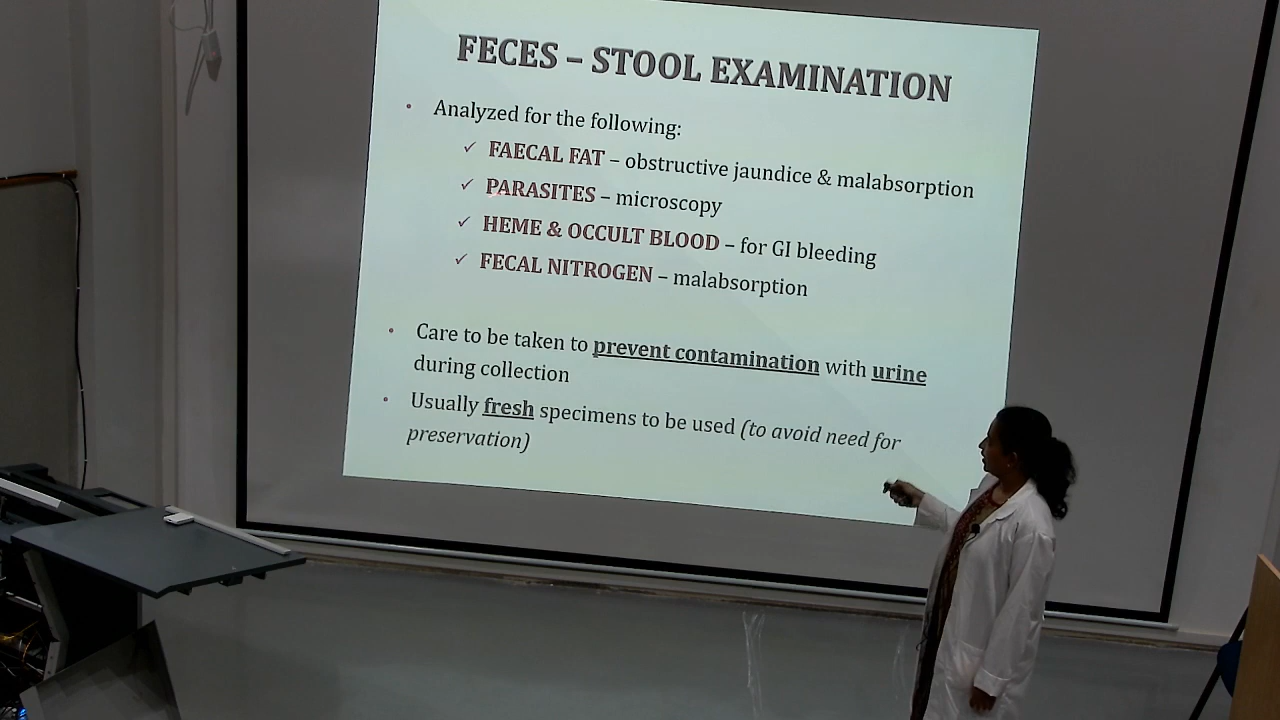 FECES – STOOL EXAMINATION
• Analyzed for the following:
✓ FAECAL FAT – obstructive jaundice & malabsorption
✓ PARASITES – microscopy
✓ HEME & OCCULT BLOOD – for GI bleeding
✓ FECAL NITROGEN – malabsorption
• Care to be taken to prevent contamination with urine
during collection
• Usually fresh specimens to be used (to avoid need for
preservation)